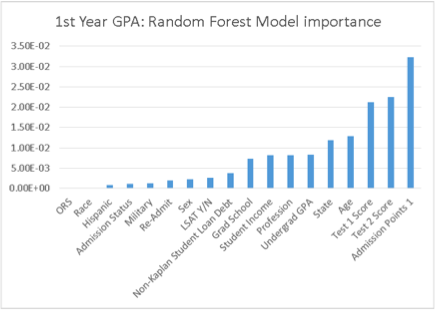 1st Year GPA: Random Forest Model importance
3.50E-02
3.00E-02
2.50E-02
2.00E-02
1.50E-02
1.00E-02
5.00E-03
0.00E+00
ORS
Race
Hispanic
Admission Status
Military
Re-Admit
Sex
LSAT Y/N
Non-Kaplan Student Loan Debt
Grad School
Student Income
Profession
Undergrad GPA
State
Age
Test 1 Score
Test 2 Score
Admission Points 1